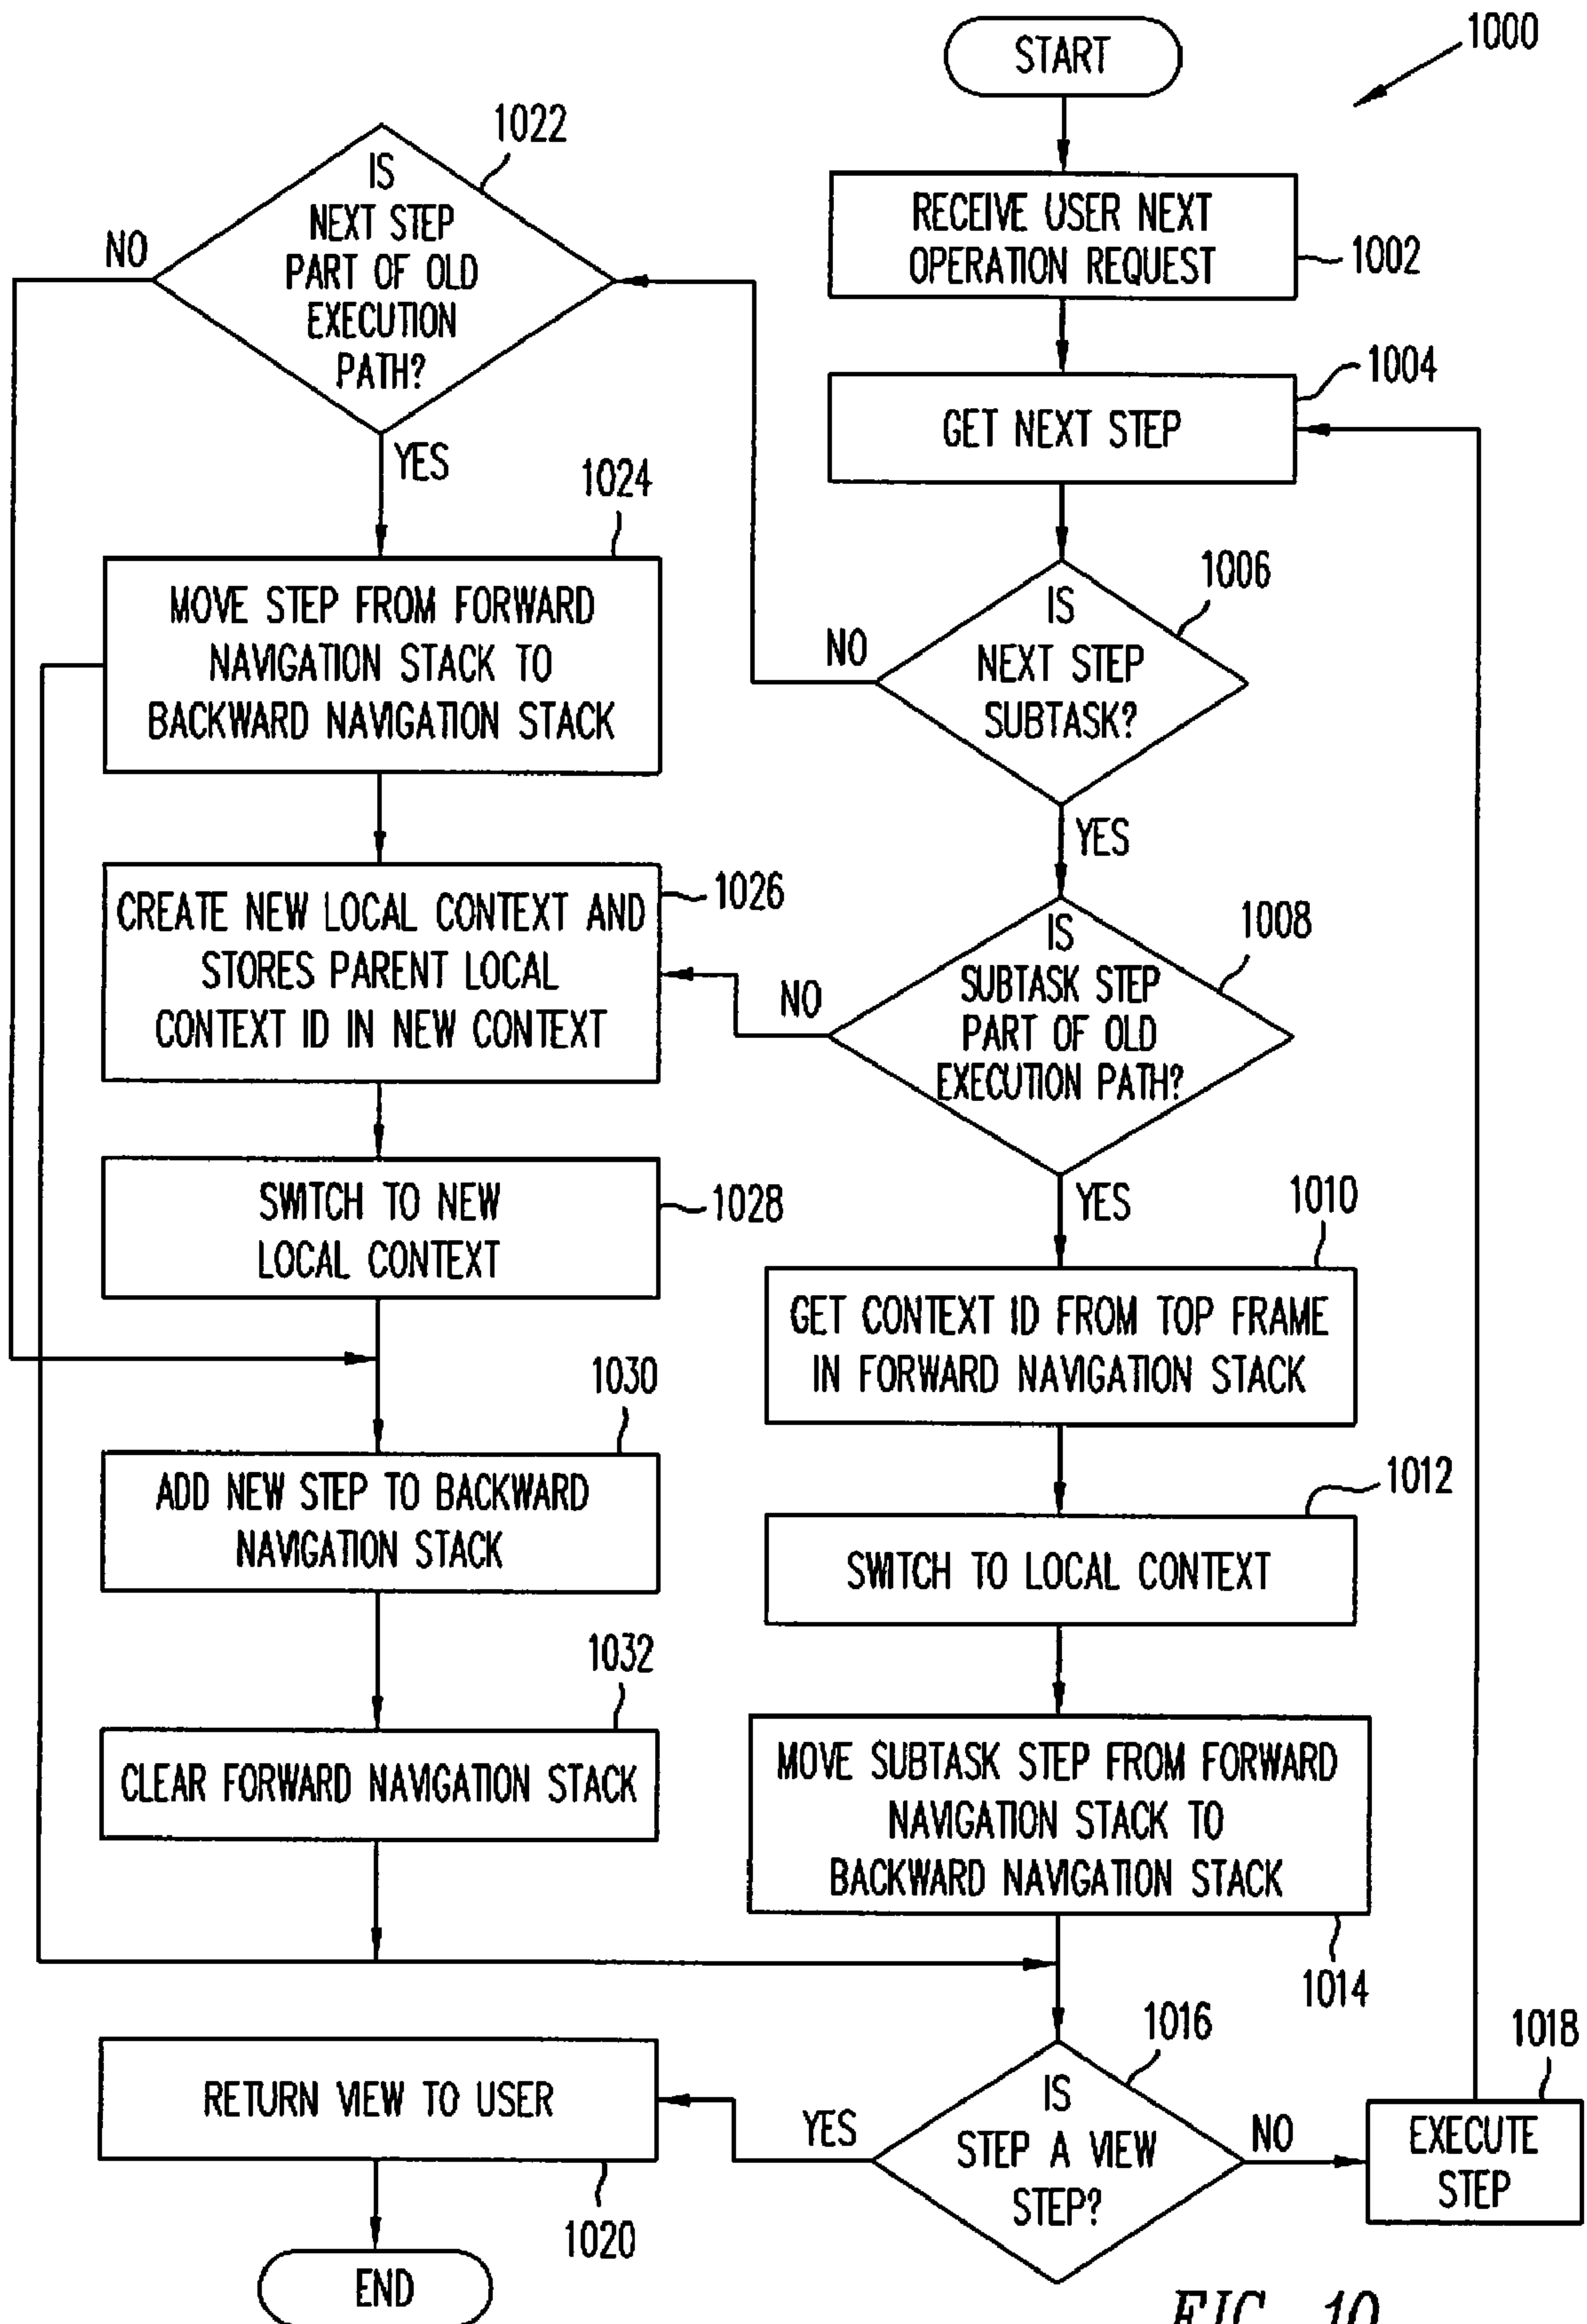 START
1000
RECEIVE USER NEXT
OPERATION REQUEST
1002
1004
GET NEXT STEP
1006
IS
NEXT STEP
SUBTASK?
NO
YES
1008
IS
SUBTASK STEP
PART OF OLD
EXECUTION PATH?
NO
YES
1010
GET CONTEXT ID FROM TOP FRAME
IN FORWARD NAVIGATION STACK
1012
SWITCH TO LOCAL CONTEXT
MOVE SUBTASK STEP FROM FORWARD
NAVIGATION STACK TO
BACKWARD NAVIGATION STACK
1014
1016
IS
STEP A VIEW
STEP?
YES
NO
1018
EXECUTE
STEP
1022
IS
NEXT STEP
PART OF OLD
EXECUTION
PATH?
NO
YES
1024
MOVE STEP FROM FORWARD
NAVIGATION STACK TO
BACKWARD NAVIGATION STACK
1026
CREATE NEW LOCAL CONTEXT AND
STORES PARENT LOCAL
CONTEXT ID IN NEW CONTEXT
SWITCH TO NEW
LOCAL CONTEXT
1028
1030
ADD NEW STEP TO BACKWARD
NAVIGATION STACK
1032
CLEAR FORWARD NAVIGATION STACK
RETURN VIEW TO USER
1020
END
FIG. 10